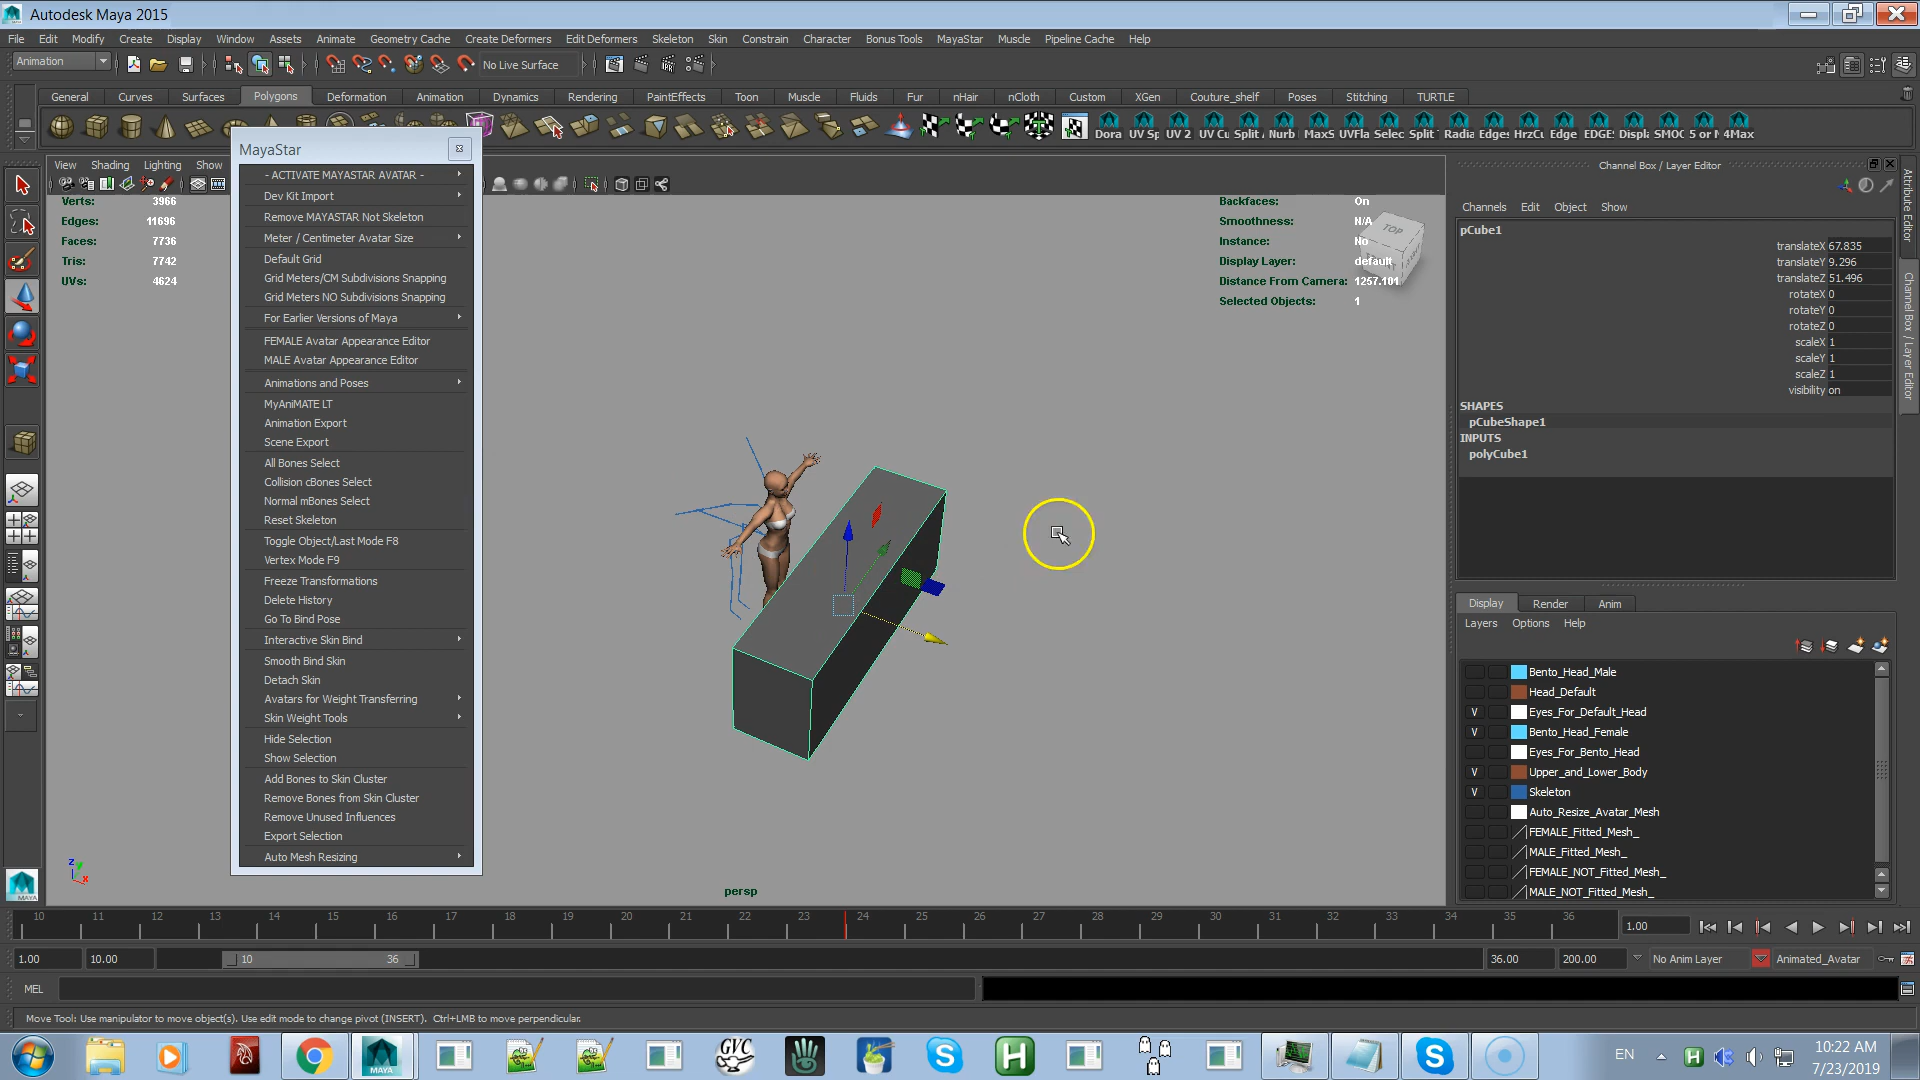 Autodesk Maya 2015
File Edit Modify Create Display Window Assets Animate Geometry Cache Create Deformers Edit Deformers Skeleton Skin Constrain Character Bonus Tools MayaStar Muscle Pipeline Cache Help
Animation No Live Surface
General Curves Surfaces Polygons Deformation Animation Dynamics Rendering PaintEffects Toon Muscle Fluids Fur nHair nCloth Custom XGen Couture_shelf Poses Stitching TURTLE
Dora UV Sp UV 2 UV Cu Split Nurb MaxS UVFla Selec Split Radia Edges HrzCu Edge EDGE Displa SMOC 5 or 4Max
MayaStar
- ACTIVATE MAYASTAR AVATAR -
Dev Kit Import
Remove MAYASTAR Not Skeleton
Meter / Centimeter Avatar Size
Default Grid
Grid Meters/CM Subdivisions Snapping
Grid Meters NO Subdivisions Snapping
For Earlier Versions of Maya
FEMALE Avatar Appearance Editor
MALE Avatar Appearance Editor
Animations and Poses
MyAniMATE LT
Animation Export
Scene Export
All Bones Select
Collision cBones Select
Normal mBones Select
Reset Skeleton
Toggle Object/Last Mode F8
Vertex Mode F9
Freeze Transformations
Delete History
Go To Bind Pose
Interactive Skin Bind
Smooth Bind Skin
Detach Skin
Avatars for Weight Transferring
Skin Weight Tools
Hide Selection
Show Selection
Add Bones to Skin Cluster
Remove Bones from Skin Cluster
Remove Unused Influences
Export Selection
Auto Mesh Resizing
View Shading Lighting Show
Verts: 3966
Edges: 11696
Faces: 7736
Tris: 7742
UVs: 4624
Backfaces: On
Smoothness: N/A
Instance: No
Display Layer: default
Distance From Camera: 1257.101
Selected Objects: 1
TOP
z
x
persp
Channel Box / Layer Editor
Channels Edit Object Show
pCube1
translateX 67.835
translateY 9.296
translateZ 51.496
rotateX 0
rotateY 0
rotateZ 0
scaleX 1
scaleY 1
scaleZ 1
visibility on
SHAPES
pCubeShape1
INPUTS
polyCube1
Attribute Editor
Channel Box / Layer Editor
Display Render Anim
Layers Options Help
Bento_Head_Male
Head_Default
V Eyes_For_Default_Head
V Bento_Head_Female
Eyes_For_Bento_Head
V Upper_and_Lower_Body
V Skeleton
Auto_Resize_Avatar_Mesh
FEMALE_Fitted_Mesh_
MALE_Fitted_Mesh_
FEMALE_NOT_Fitted_Mesh_
MALE_NOT_Fitted_Mesh_
10 11 12 13 14 15 16 17 18 19 20 21 22 23 24 25 26 27 28 29 30 31 32 33 34 35 36 1.00
1.00 10.00 10 36 36.00 200.00 No Anim Layer Animated_Avatar
MEL
Move Tool: Use manipulator to move object(s). Use edit mode to change pivot (INSERT). Ctrl+LMB to move perpendicular.
MAYA
GVC
EN
10:22 AM
7/23/2019